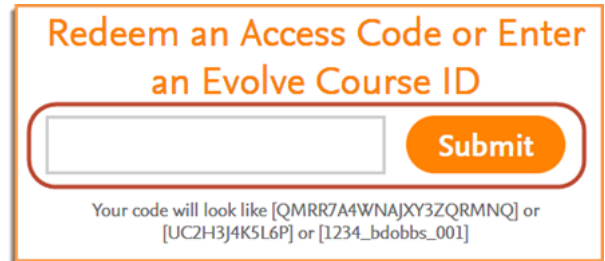 Redeem an Access Code or Enter
an Evolve Course ID
Submit
Your code will look like [QMRR7A4WNAJXY3ZQRMNQ] or
[UC2H3J4K5L6P] or [1234_bdobbs_001]